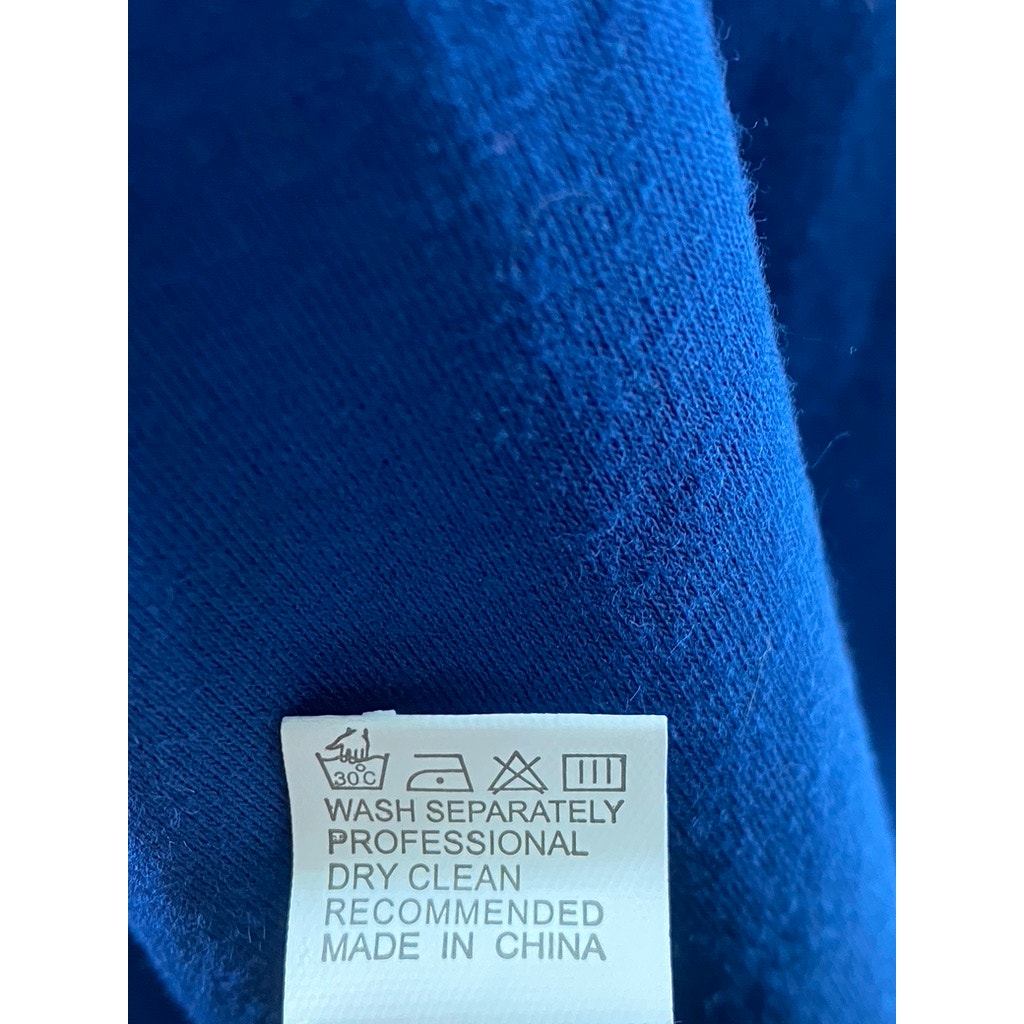 30°C
WASH SEPARATELY
PROFESSIONAL
DRY CLEAN
RECOMMENDED
MADE IN CHINA